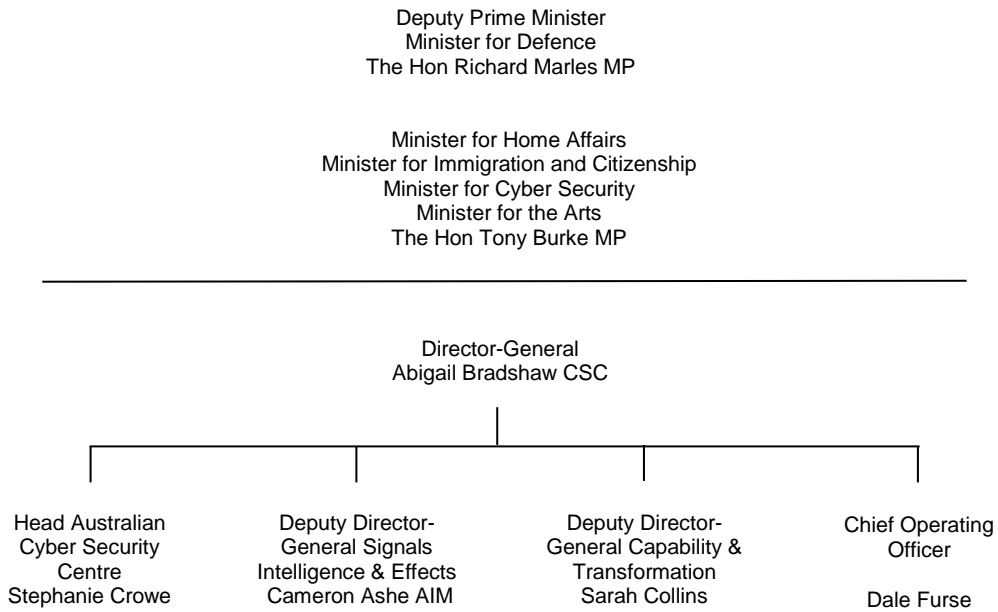 Deputy Prime Minister
Minister for Defence
The Hon Richard Marles MP
Minister for Home Affairs
Minister for Immigration and Citizenship
Minister for Cyber Security
Minister for the Arts
The Hon Tony Burke MP
Director-General
Abigail Bradshaw CSC
Head Australian
Cyber Security
Centre
Stephanie Crowe
Deputy Director-
General Signals
Intelligence & Effects
Cameron Ashe AIM
Deputy Director-
General Capability &
Transformation
Sarah Collins
Chief Operating
Officer
Dale Furse